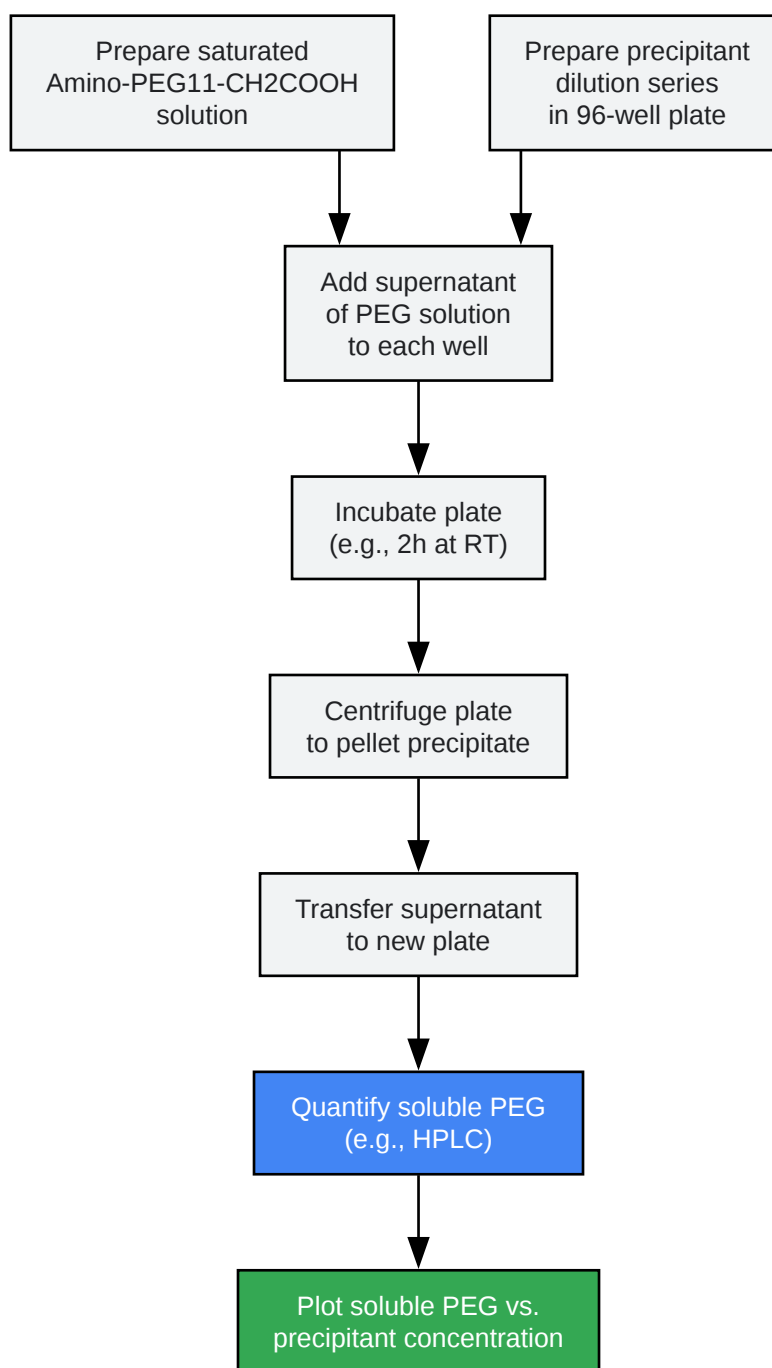 Prepare saturated
Amino-PEG11-CH2COOH
solution
Prepare precipitant
dilution series
in 96-well plate
Add supernatant
of PEG solution
to each well
Incubate plate
(e.g., 2h at RT)
Centrifuge plate
to pellet precipitate
Transfer supernatant
to new plate
Quantify soluble PEG
(e.g., HPLC)
Plot soluble PEG vs.
precipitant concentration